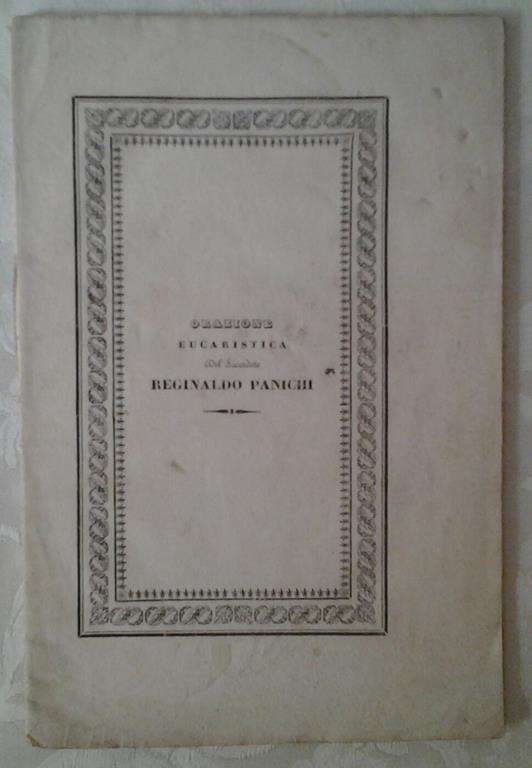 ORAZIONE
EUCARISTICA
Del Sacerdote
REGINALDO PANICHI